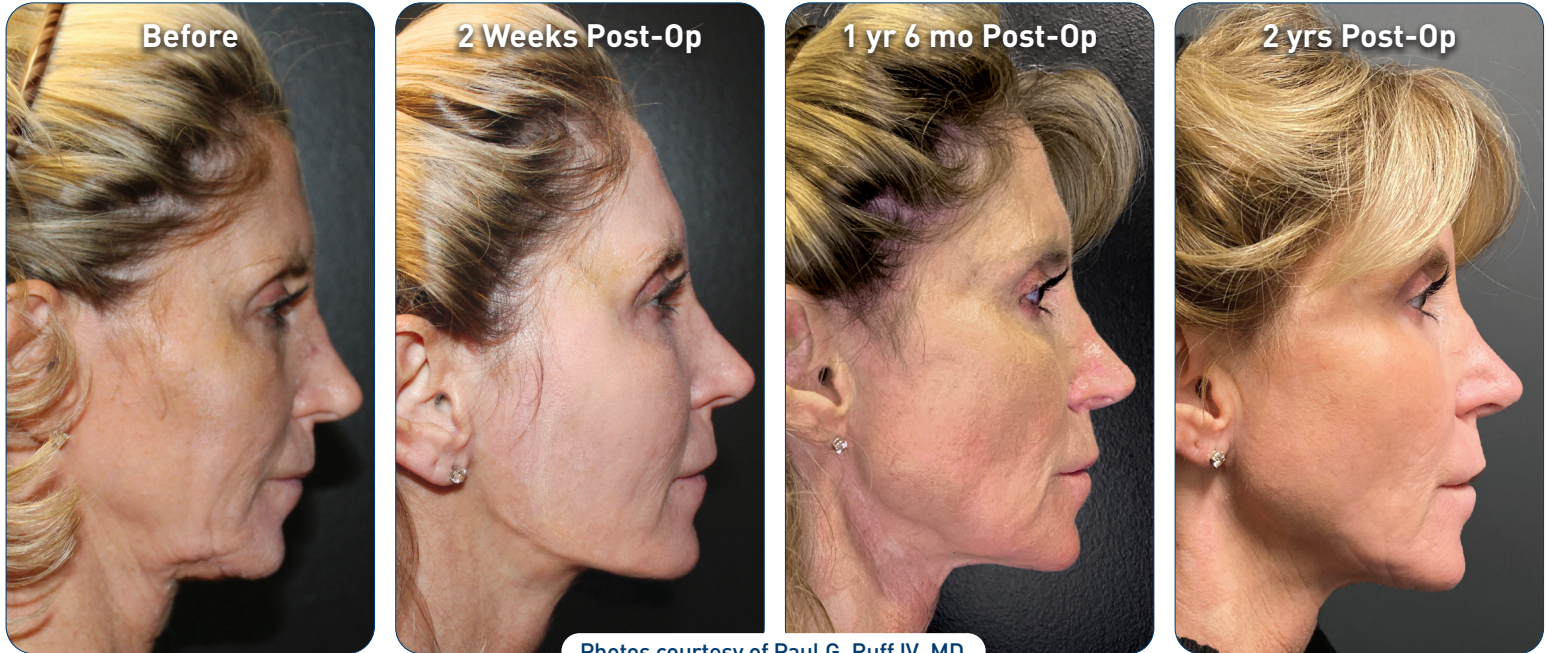 Before
2 Weeks Post-Op
1 yr 6 mo Post-Op
2 yrs Post-Op
Photos courtesy of Paul G. Ruff IV, MD